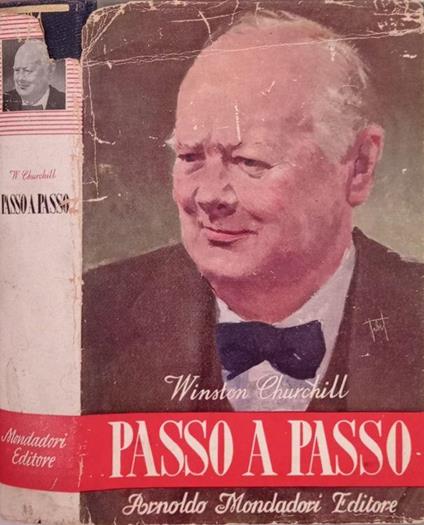 W. Churchill
PASSO A PASSO
Mondadori
Editore
Winston Churchill
PASSO A PASSO
Arnoldo Mondadori Editore